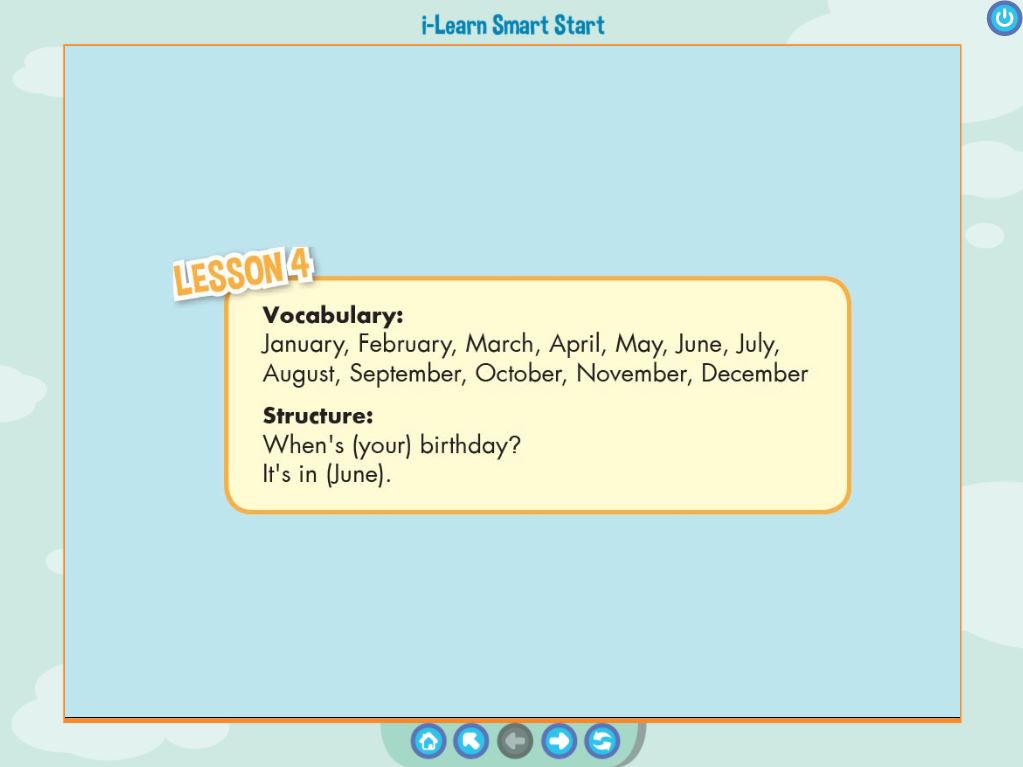 i-Learn Smart Start
LESSON 4
Vocabulary:
January, February, March, April, May, June, July,
August, September, October, November, December
Structure:
When's (your) birthday?
It's in (June).